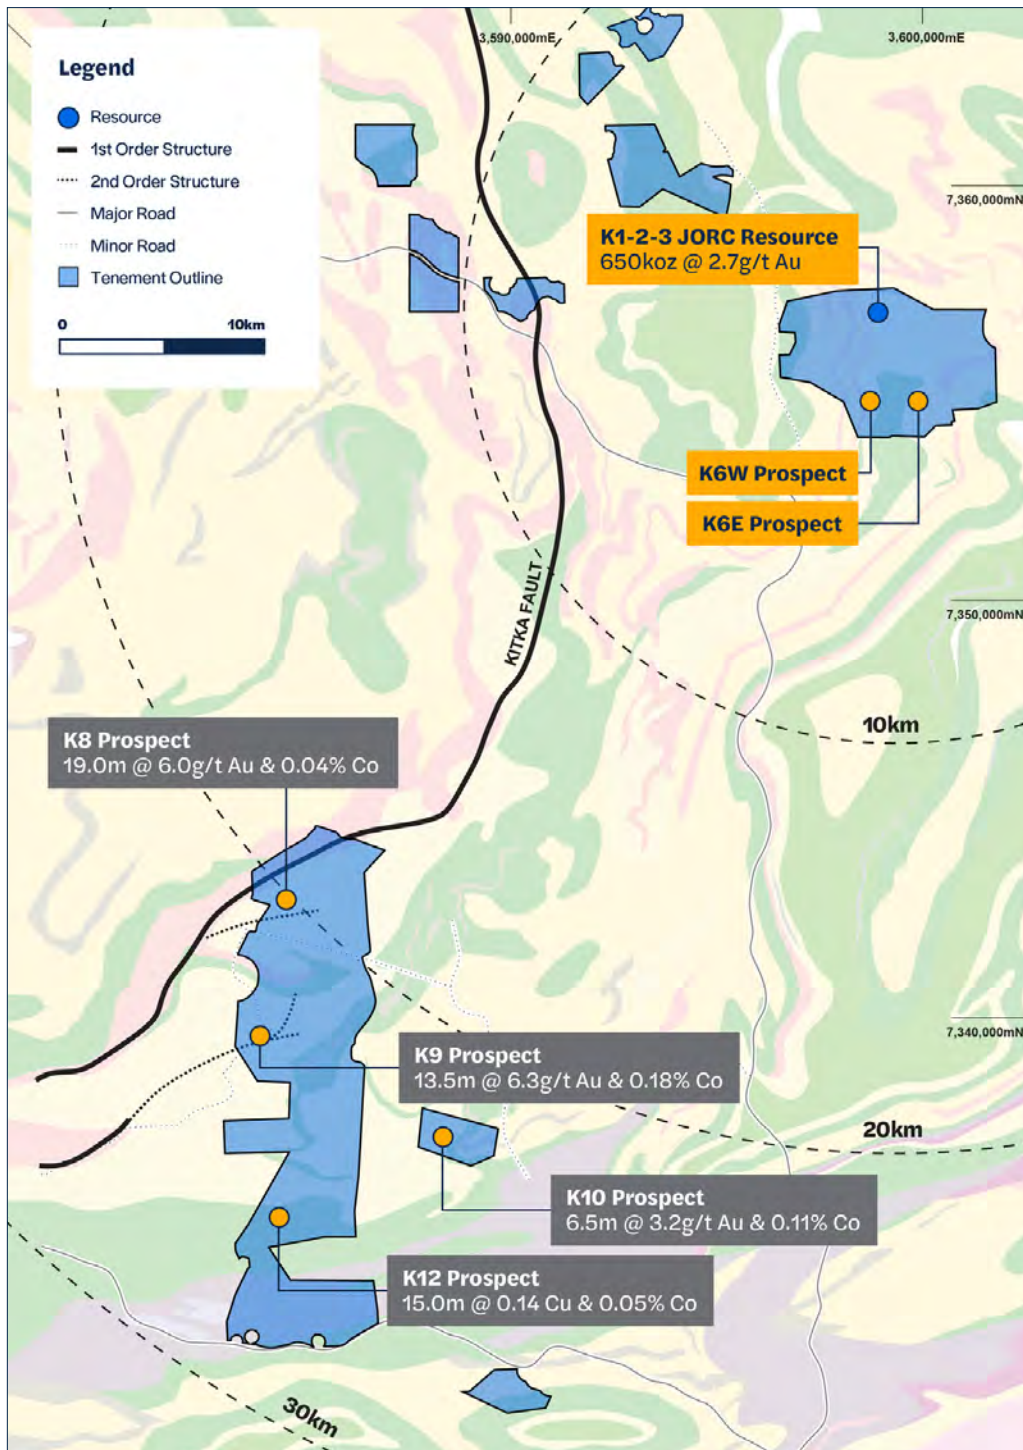 3,590,000mE
3,600,000mE
Legend
Resource
1st Order Structure
2nd Order Structure
Major Road
Minor Road
Tenement Outline
0 10km
7,360,000mN
K1-2-3 JORC Resource
650koz @ 2.7g/t Au
K6W Prospect
K6E Prospect
KITKA FAULT
7,350,000mN
10km
K8 Prospect
19.0m @ 6.0g/t Au & 0.04% Co
7,340,000mN
K9 Prospect
13.5m @ 6.3g/t Au & 0.18% Co
20km
K10 Prospect
6.5m @ 3.2g/t Au & 0.11% Co
K12 Prospect
15.0m @ 0.14 Cu & 0.05% Co
30km